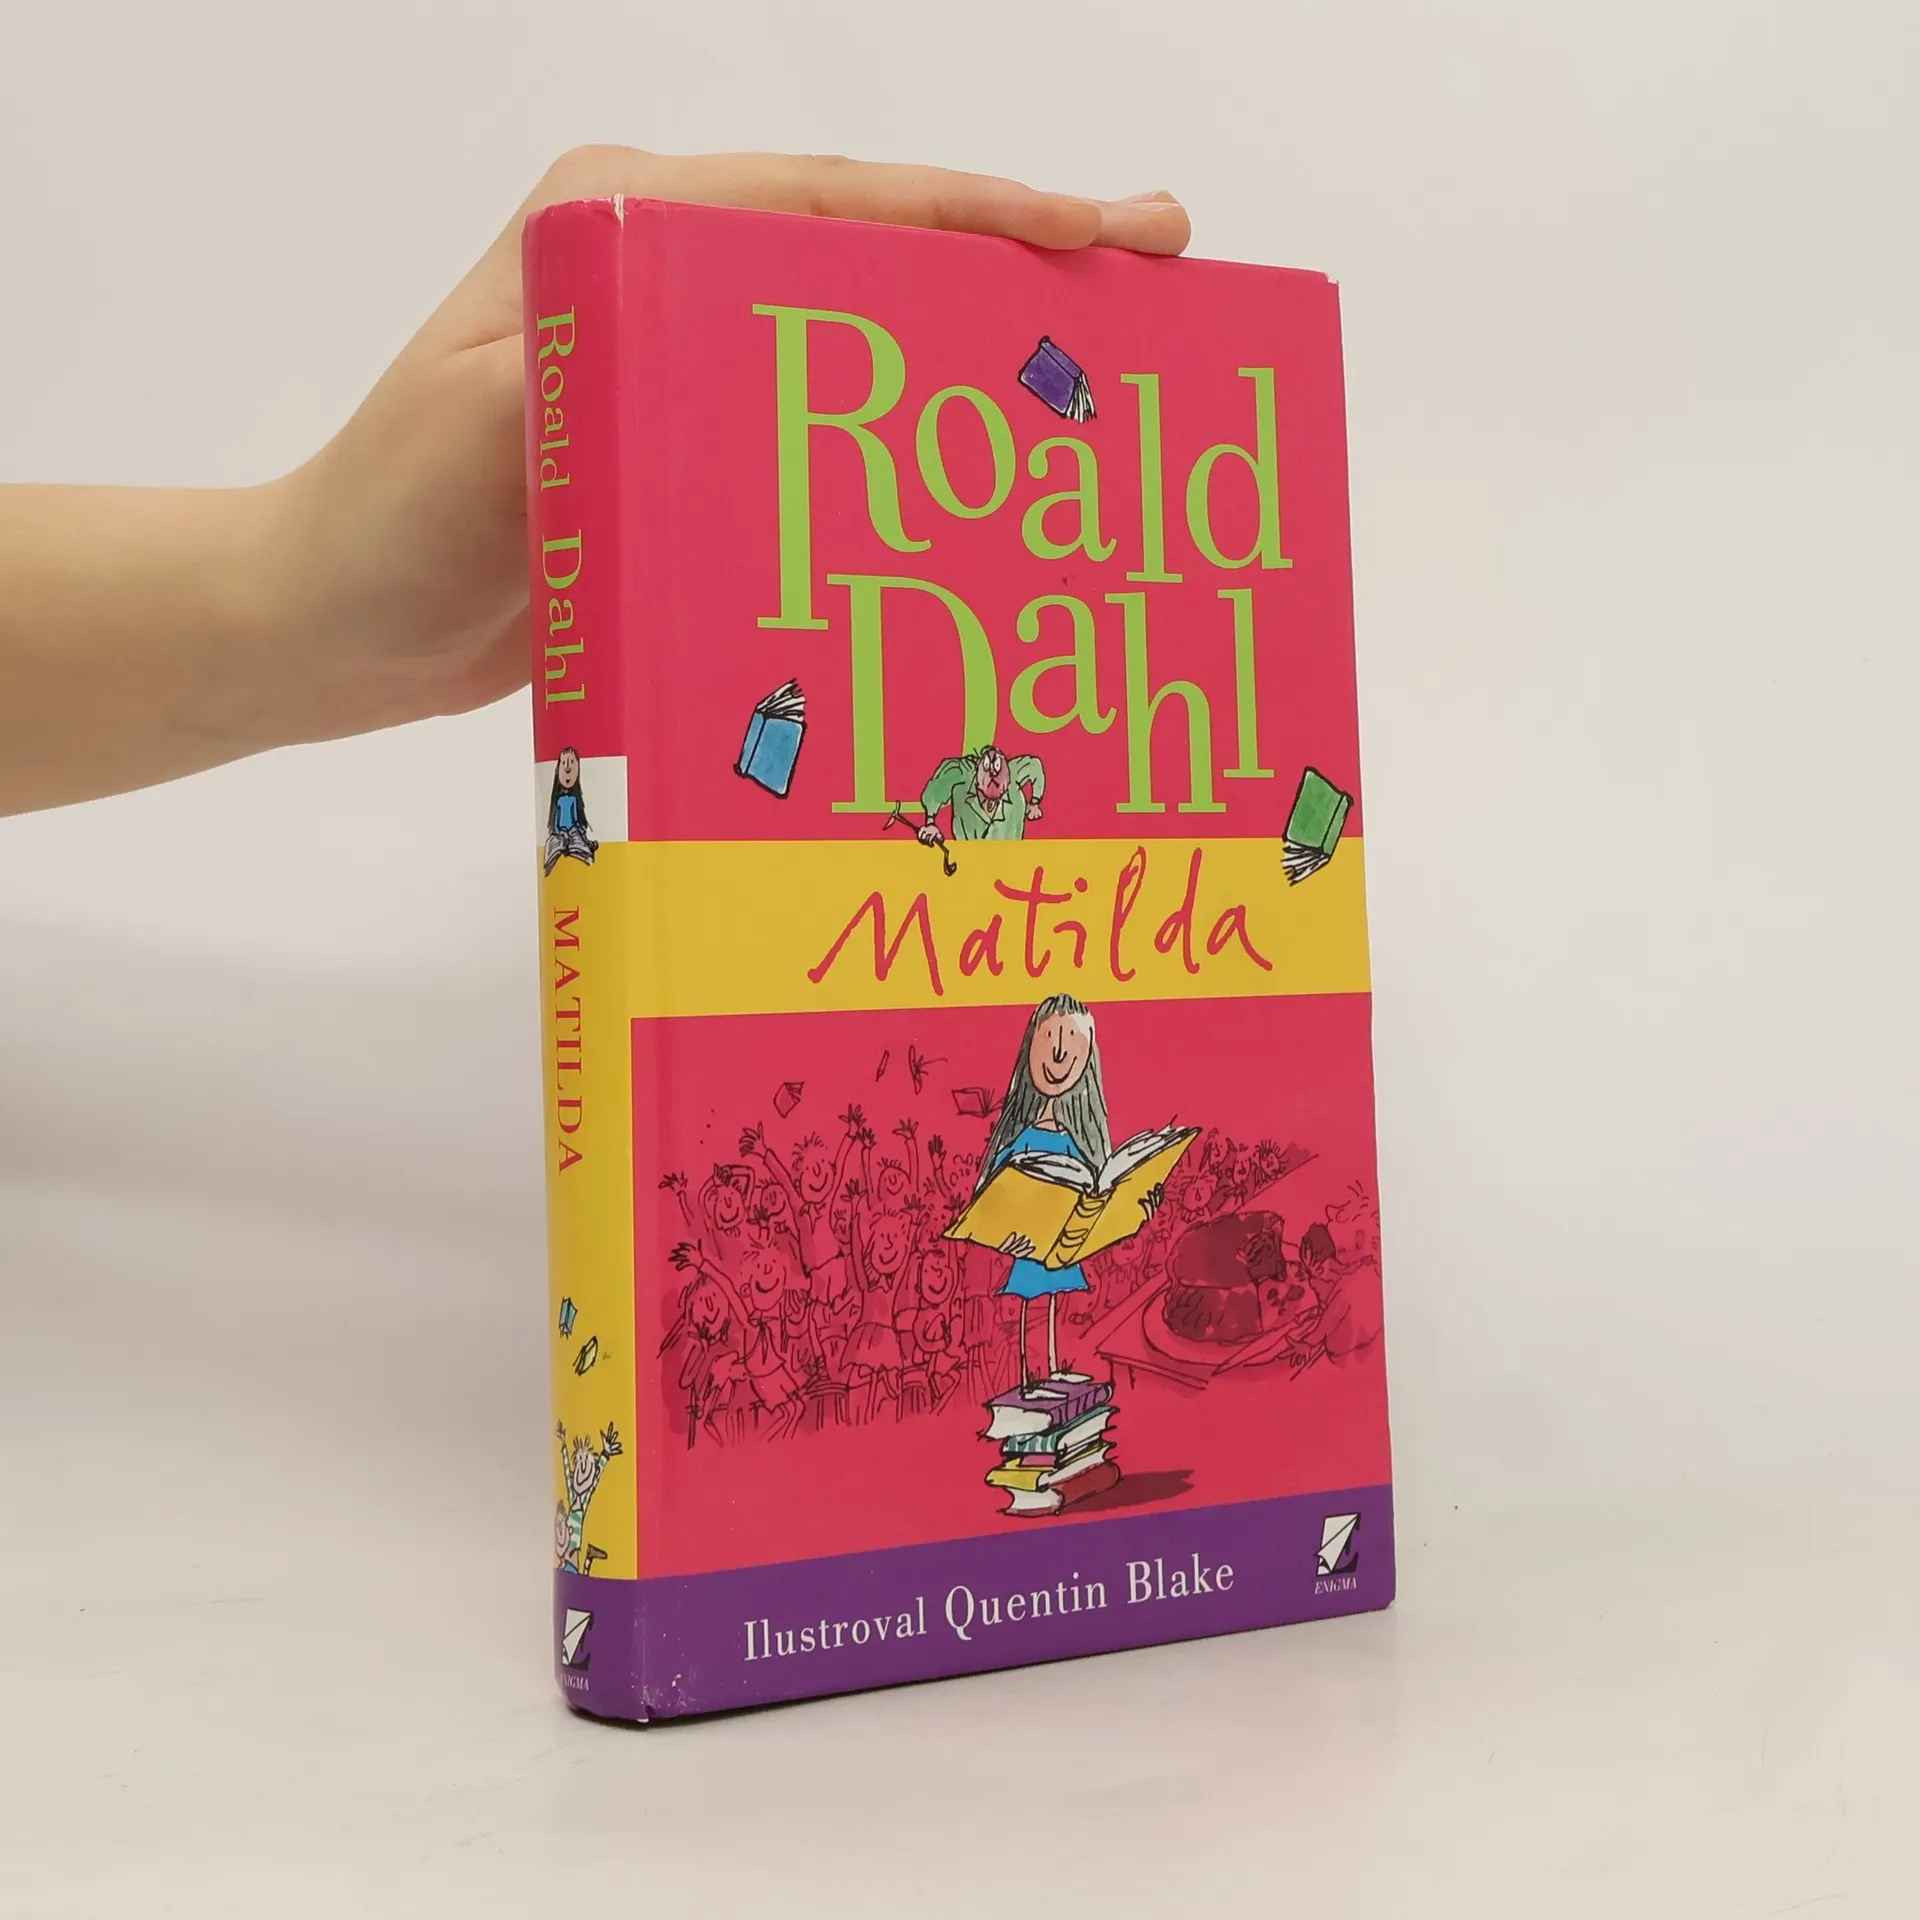 Roald Dahl
MATILDA
ENIGMA
Roald
Dahl
Matilda
Ilustroval Quentin Blake
ENIGMA